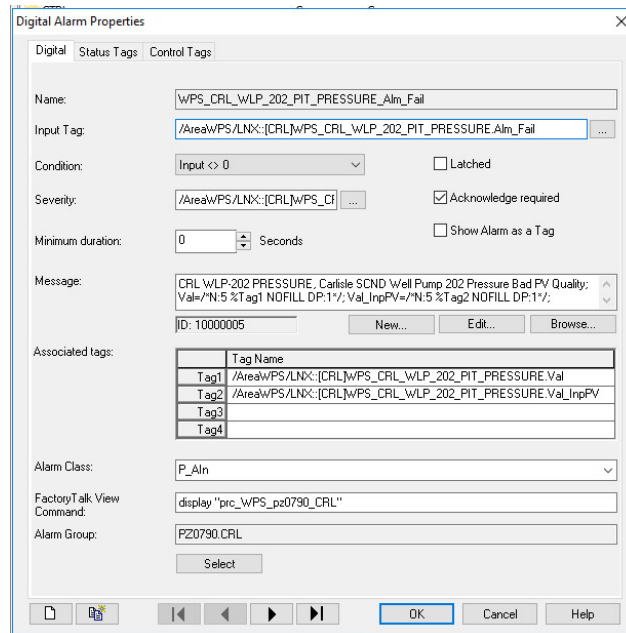 Digital Alarm Properties
Digital Status Tags Control Tags
Name: WPS_CRL_WLP_202_PIT_PRESSURE_Alm_Fail
Input Tag: /AreaWPS/LNX::[CRL]WPS_CRL_WLP_202_PIT_PRESSURE.Alm_Fail ...
Condition: Input <> 0 Latched
Severity: /AreaWPS/LNX::[CRL]WPS_CF ... Acknowledge required
Minimum duration: 0 Seconds Show Alarm as a Tag
Message: CRL WLP-202 PRESSURE, Carlisle SCND Well Pump 202 Pressure Bad PV Quality;
Val=/*N:5 %Tag1 NOFILL DP:1*/; Val_InpPV=/*N:5 %Tag2 NOFILL DP:1*/;
ID: 10000005 New... Edit... Browse...
Associated tags: Tag Name
Tag1 /AreaWPS/LNX::[CRL]WPS_CRL_WLP_202_PIT_PRESSURE.Val
Tag2 /AreaWPS/LNX::[CRL]WPS_CRL_WLP_202_PIT_PRESSURE.Val_InpPV
Tag3
Tag4
Alarm Class: P_AIn
FactoryTalk View
Command: display "prc_WPS_pz0790_CRL"
Alarm Group: PZ0790.CRL
Select
OK Cancel Help